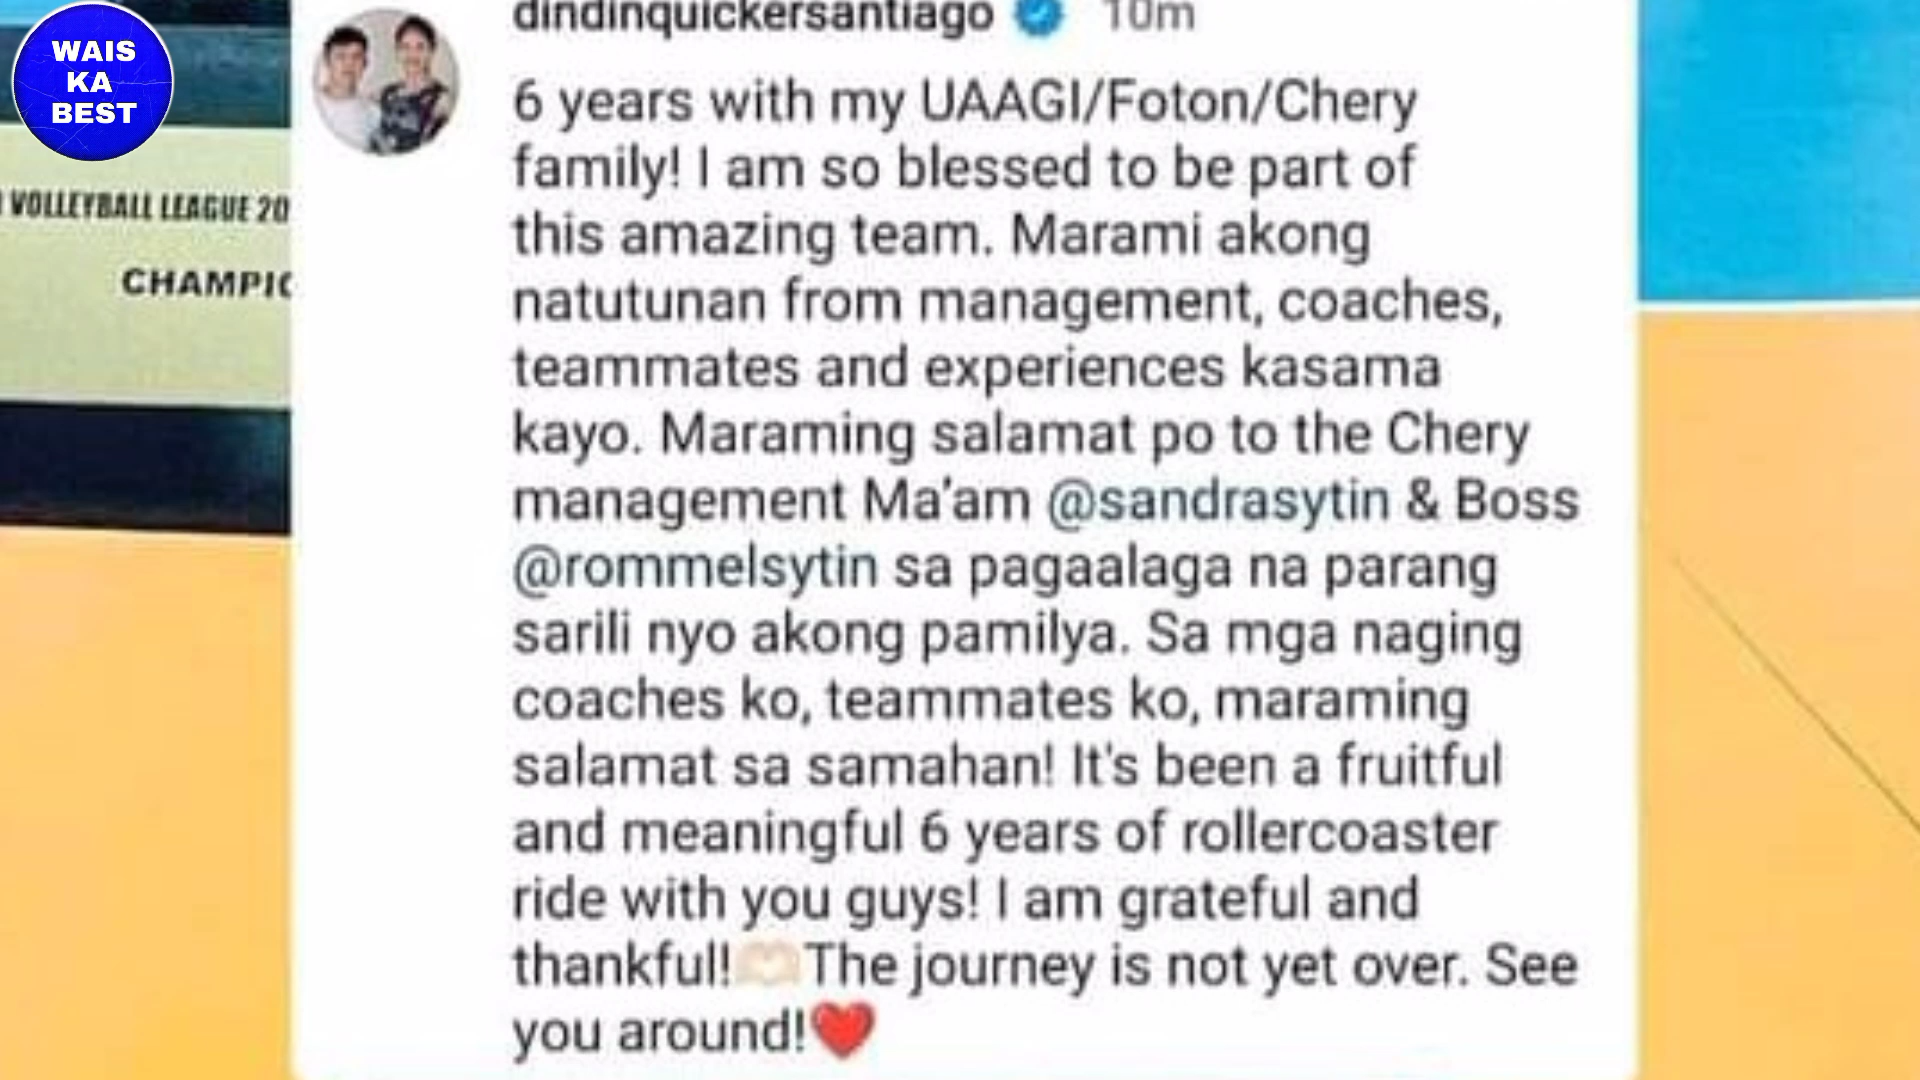 WAIS
KA
BEST
VOLLEYBALL LEAGUE 20
CHAMPIO
dindinquickersantiago 10m
6 years with my UAAGI/Foton/Chery
family! I am so blessed to be part of
this amazing team. Marami akong
natutunan from management, coaches,
teammates and experiences kasama
kayo. Maraming salamat po to the Chery
management Ma'am @sandrasytin & Boss
@rommelsytin sa pagaalaga na parang
sarili nyo akong pamilya. Sa mga naging
coaches ko, teammates ko, maraming
salamat sa samahan! It's been a fruitful
and meaningful 6 years of rollercoaster
ride with you guys! I am grateful and
thankful!🫶🏻The journey is not yet over. See
you around!❤️